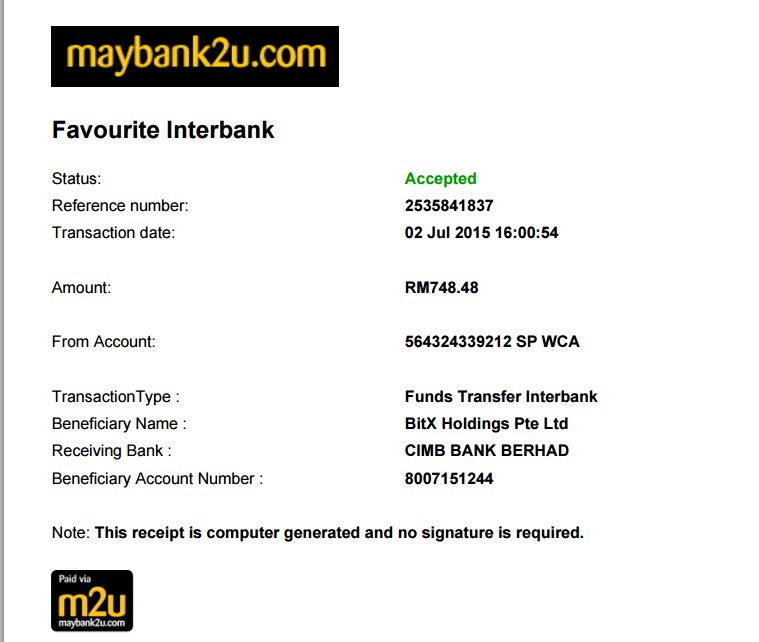 maybank2u.com
Favourite Interbank
Status: Accepted
Reference number: 2535841837
Transaction date: 02 Jul 2015 16:00:54
Amount: RM748.48
From Account: 564324339212 SP WCA
TransactionType : Funds Transfer Interbank
Beneficiary Name : BitX Holdings Pte Ltd
Receiving Bank : CIMB BANK BERHAD
Beneficiary Account Number : 8007151244
Note: This receipt is computer generated and no signature is required.
Paid via
m2u
maybank2u.com